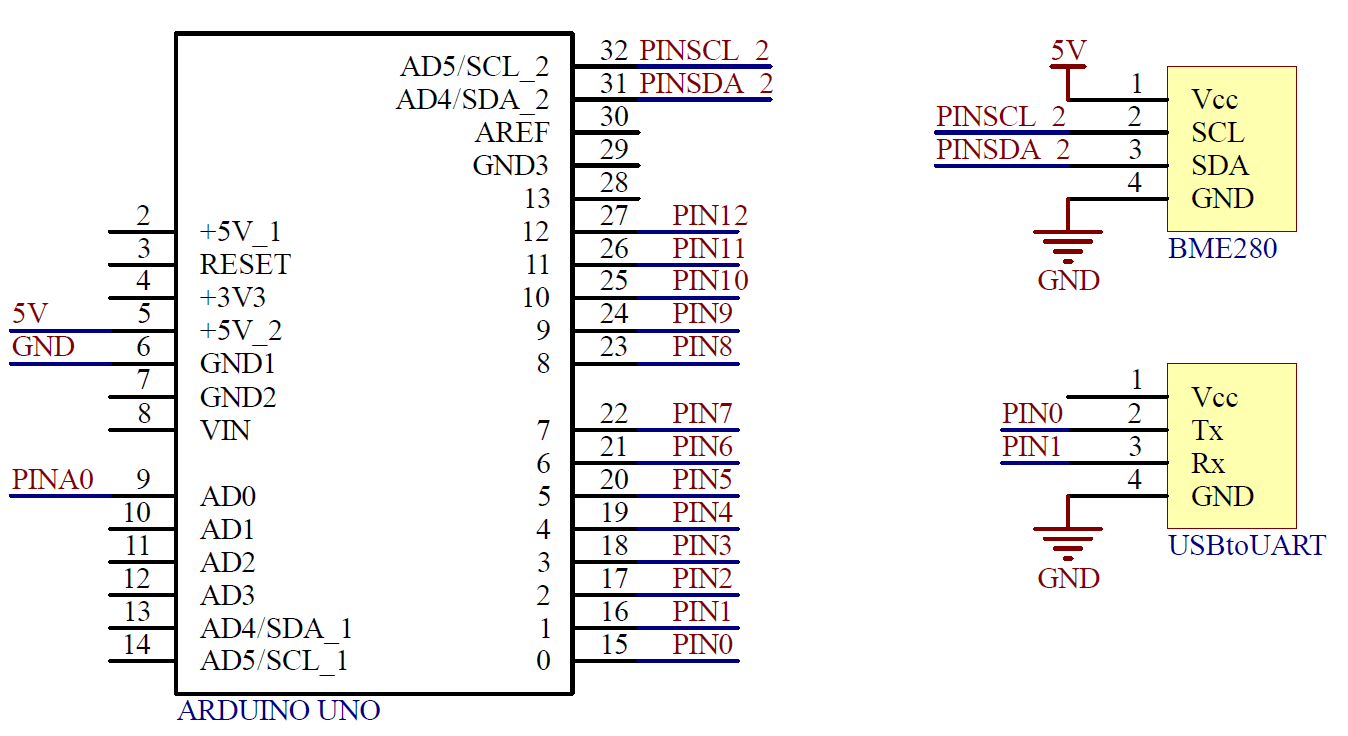 32 PINSCL_2
AD5/SCL_2
31 PINSDA_2
AD4/SDA_2
30
AREF
29
GND3
28
13
2
+5V_1
27 PIN12
12
3
RESET
26 PIN11
11
4
+3V3
25 PIN10
10
5V
5
+5V_2
24 PIN9
9
GND
6
GND1
23 PIN8
8
7
GND2
8
VIN
22 PIN7
7
21 PIN6
6
PINA0
9
AD0
20 PIN5
5
10
AD1
19 PIN4
4
11
AD2
18 PIN3
3
12
AD3
17 PIN2
2
13
AD4/SDA_1
16 PIN1
1
14
AD5/SCL_1
15 PIN0
0
ARDUINO UNO
5V
1
Vcc
PINSCL_2
2
SCL
PINSDA_2
3
SDA
4
GND
GND
BME280
1
Vcc
PIN0
2
Tx
PIN1
3
Rx
4
GND
GND
USBtoUART